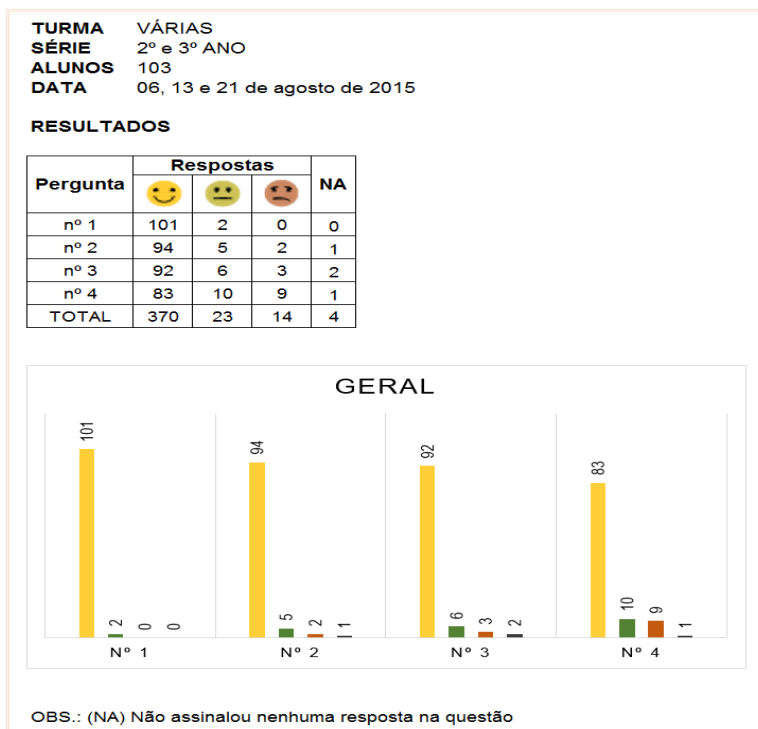 TURMA VÁRIAS
SÉRIE 2º e 3º ANO
ALUNOS 103
DATA 06, 13 e 21 de agosto de 2015
RESULTADOS
Pergunta Respostas NA
nº 1 101 2 0 0
nº 2 94 5 2 1
nº 3 92 6 3 2
nº 4 83 10 9 1
TOTAL 370 23 14 4
GERAL
101 2 0 0
94 5 2 1
92 6 3 2
83 10 9 1
Nº 1 Nº 2 Nº 3 Nº 4
OBS.: (NA) Não assinalou nenhuma resposta na questão